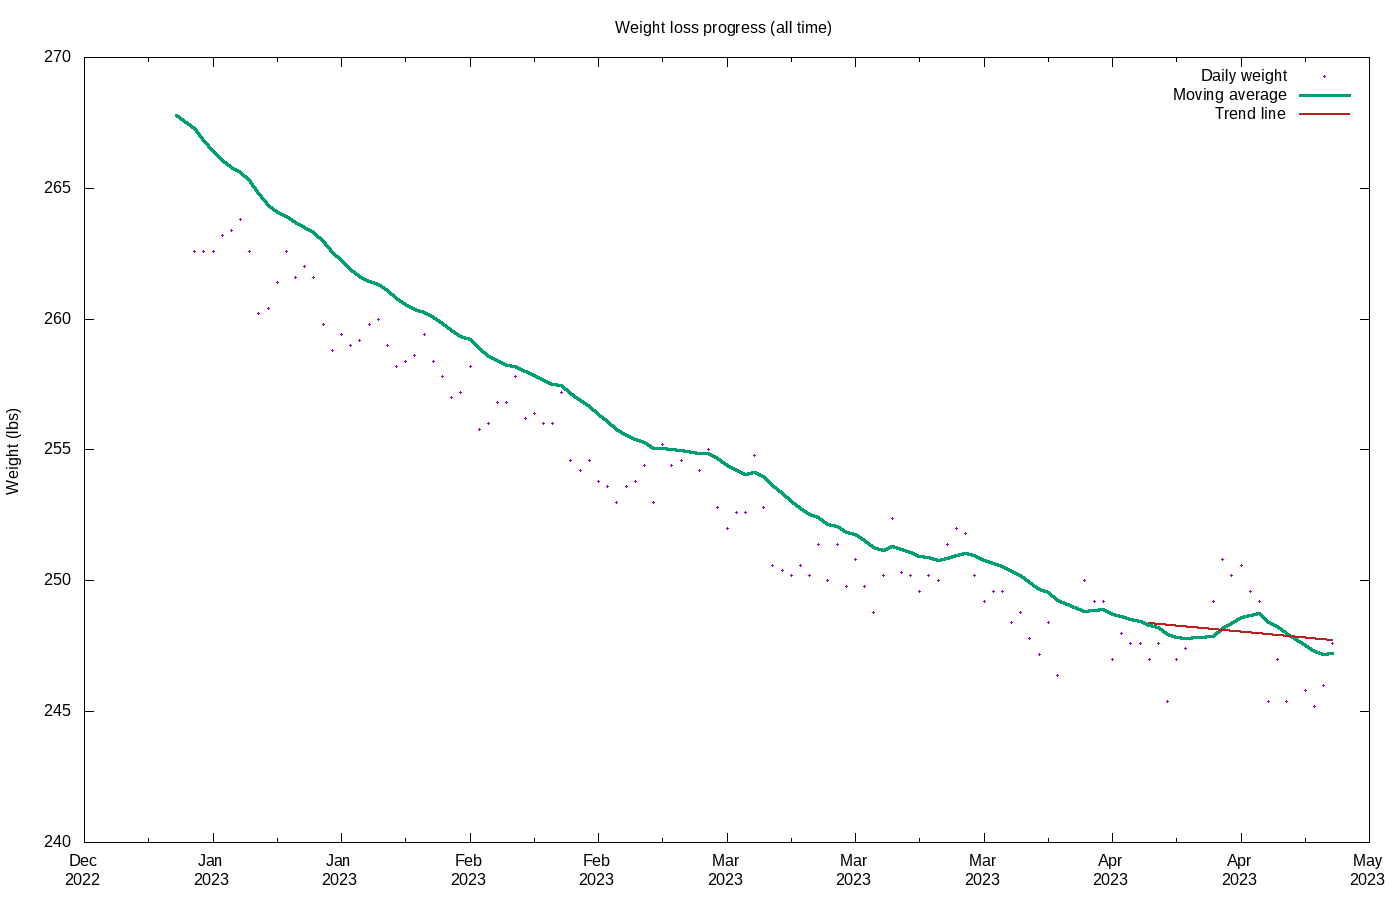 Weight loss progress (all time)
Daily weight
Moving average
Trend line
Weight (lbs)
270
265
260
255
250
245
240
Dec Jan Jan Feb Feb Mar Mar Mar Apr Apr May
2022 2023 2023 2023 2023 2023 2023 2023 2023 2023 2023